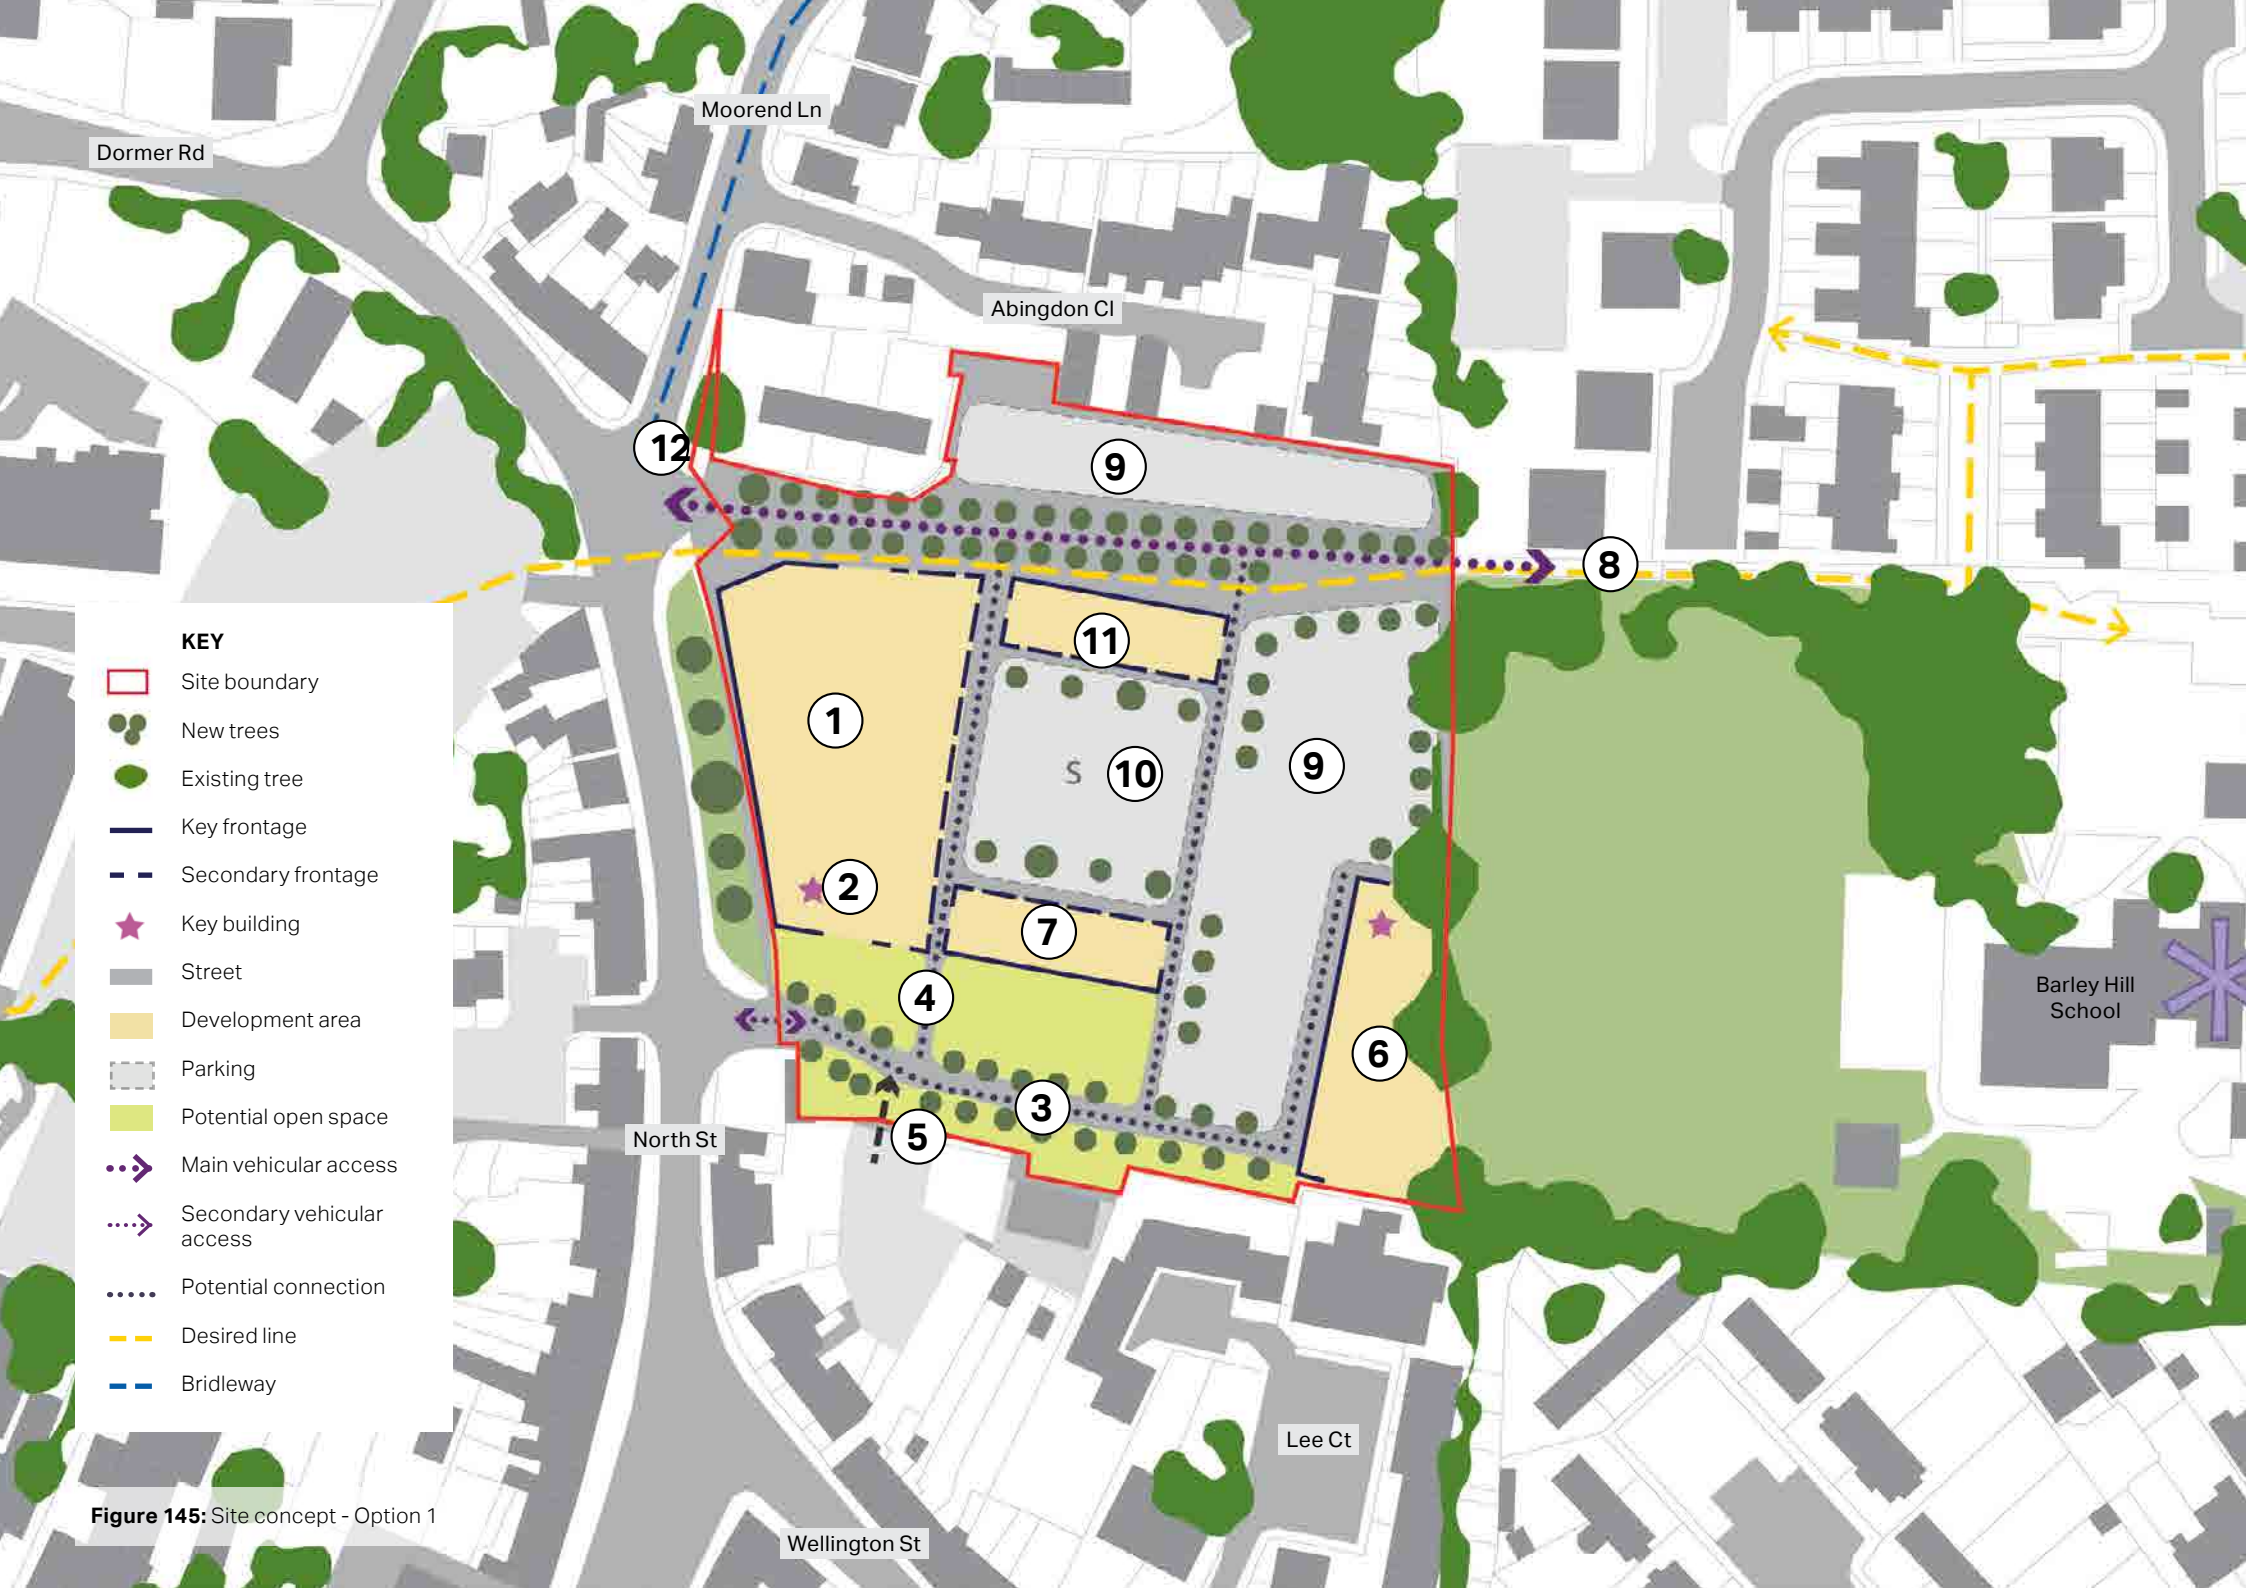 Moorend Ln
Dormer Rd
Abingdon Cl
12
9
8
11
1
10
S
9
2
7
4
6
3
5
Barley Hill
School
North St
Lee Ct
Wellington St
KEY
Site boundary
New trees
Existing tree
Key frontage
Secondary frontage
Key building
Street
Development area
Parking
Potential open space
Main vehicular access
Secondary vehicular
access
Potential connection
Desired line
Bridleway
Figure 145: Site concept - Option 1